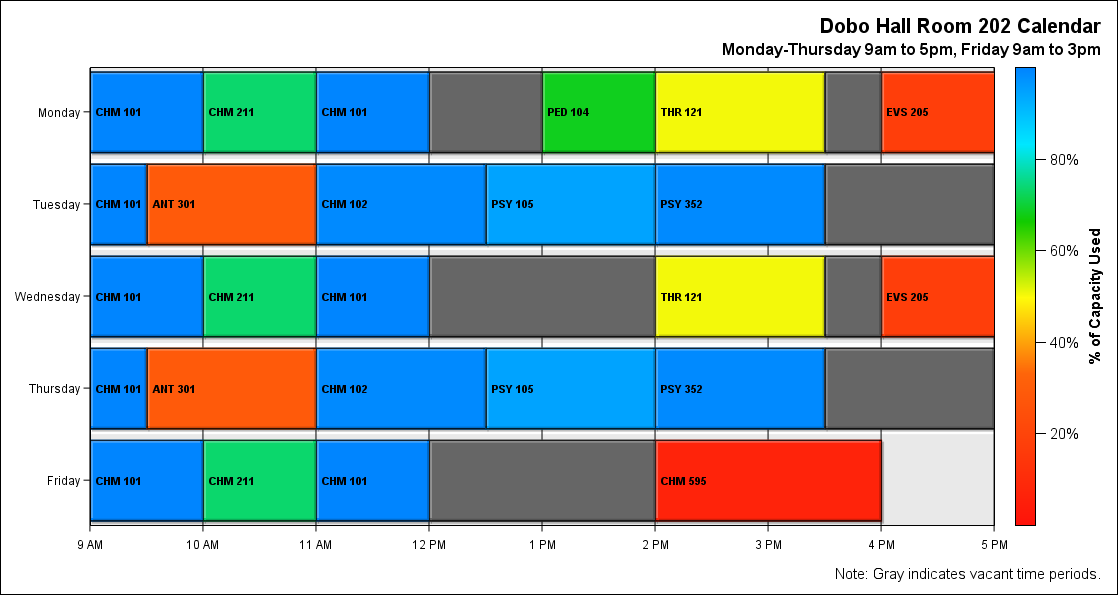 Dobo Hall Room 202 Calendar
Monday-Thursday 9am to 5pm, Friday 9am to 3pm
Monday
CHM 101
CHM 211
CHM 101
PED 104
THR 121
EVS 205
Tuesday
CHM 101
ANT 301
CHM 102
PSY 105
PSY 352
Wednesday
CHM 101
CHM 211
CHM 101
THR 121
EVS 205
Thursday
CHM 101
ANT 301
CHM 102
PSY 105
PSY 352
Friday
CHM 101
CHM 211
CHM 101
CHM 595
9 AM
10 AM
11 AM
12 PM
1 PM
2 PM
3 PM
4 PM
5 PM
80%
60%
40%
20%
% of Capacity Used
Note: Gray indicates vacant time periods.